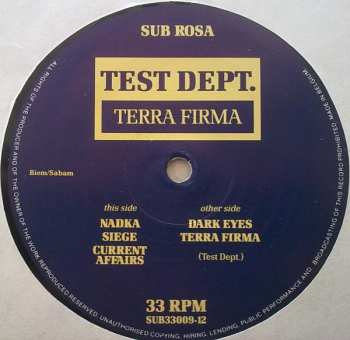 SUB ROSA
TEST DEPT.
TERRA FIRMA
Biem/Sabam
this side
NADKA
SIEGE
CURRENT
AFFAIRS
other side
DARK EYES
TERRA FIRMA
(Test Dept.)
33 RPM
SUB33009-12
ALL RIGHTS OF THE PRODUCER AND OF THE OWNER OF THE WORK REPRODUCED RESERVED. UNAUTHORISED COPYING, HIRING, LENDING, PUBLIC PERFORMANCE AND BROADCASTING OF THIS RECORD PROHIBITED. MADE IN BELGIUM